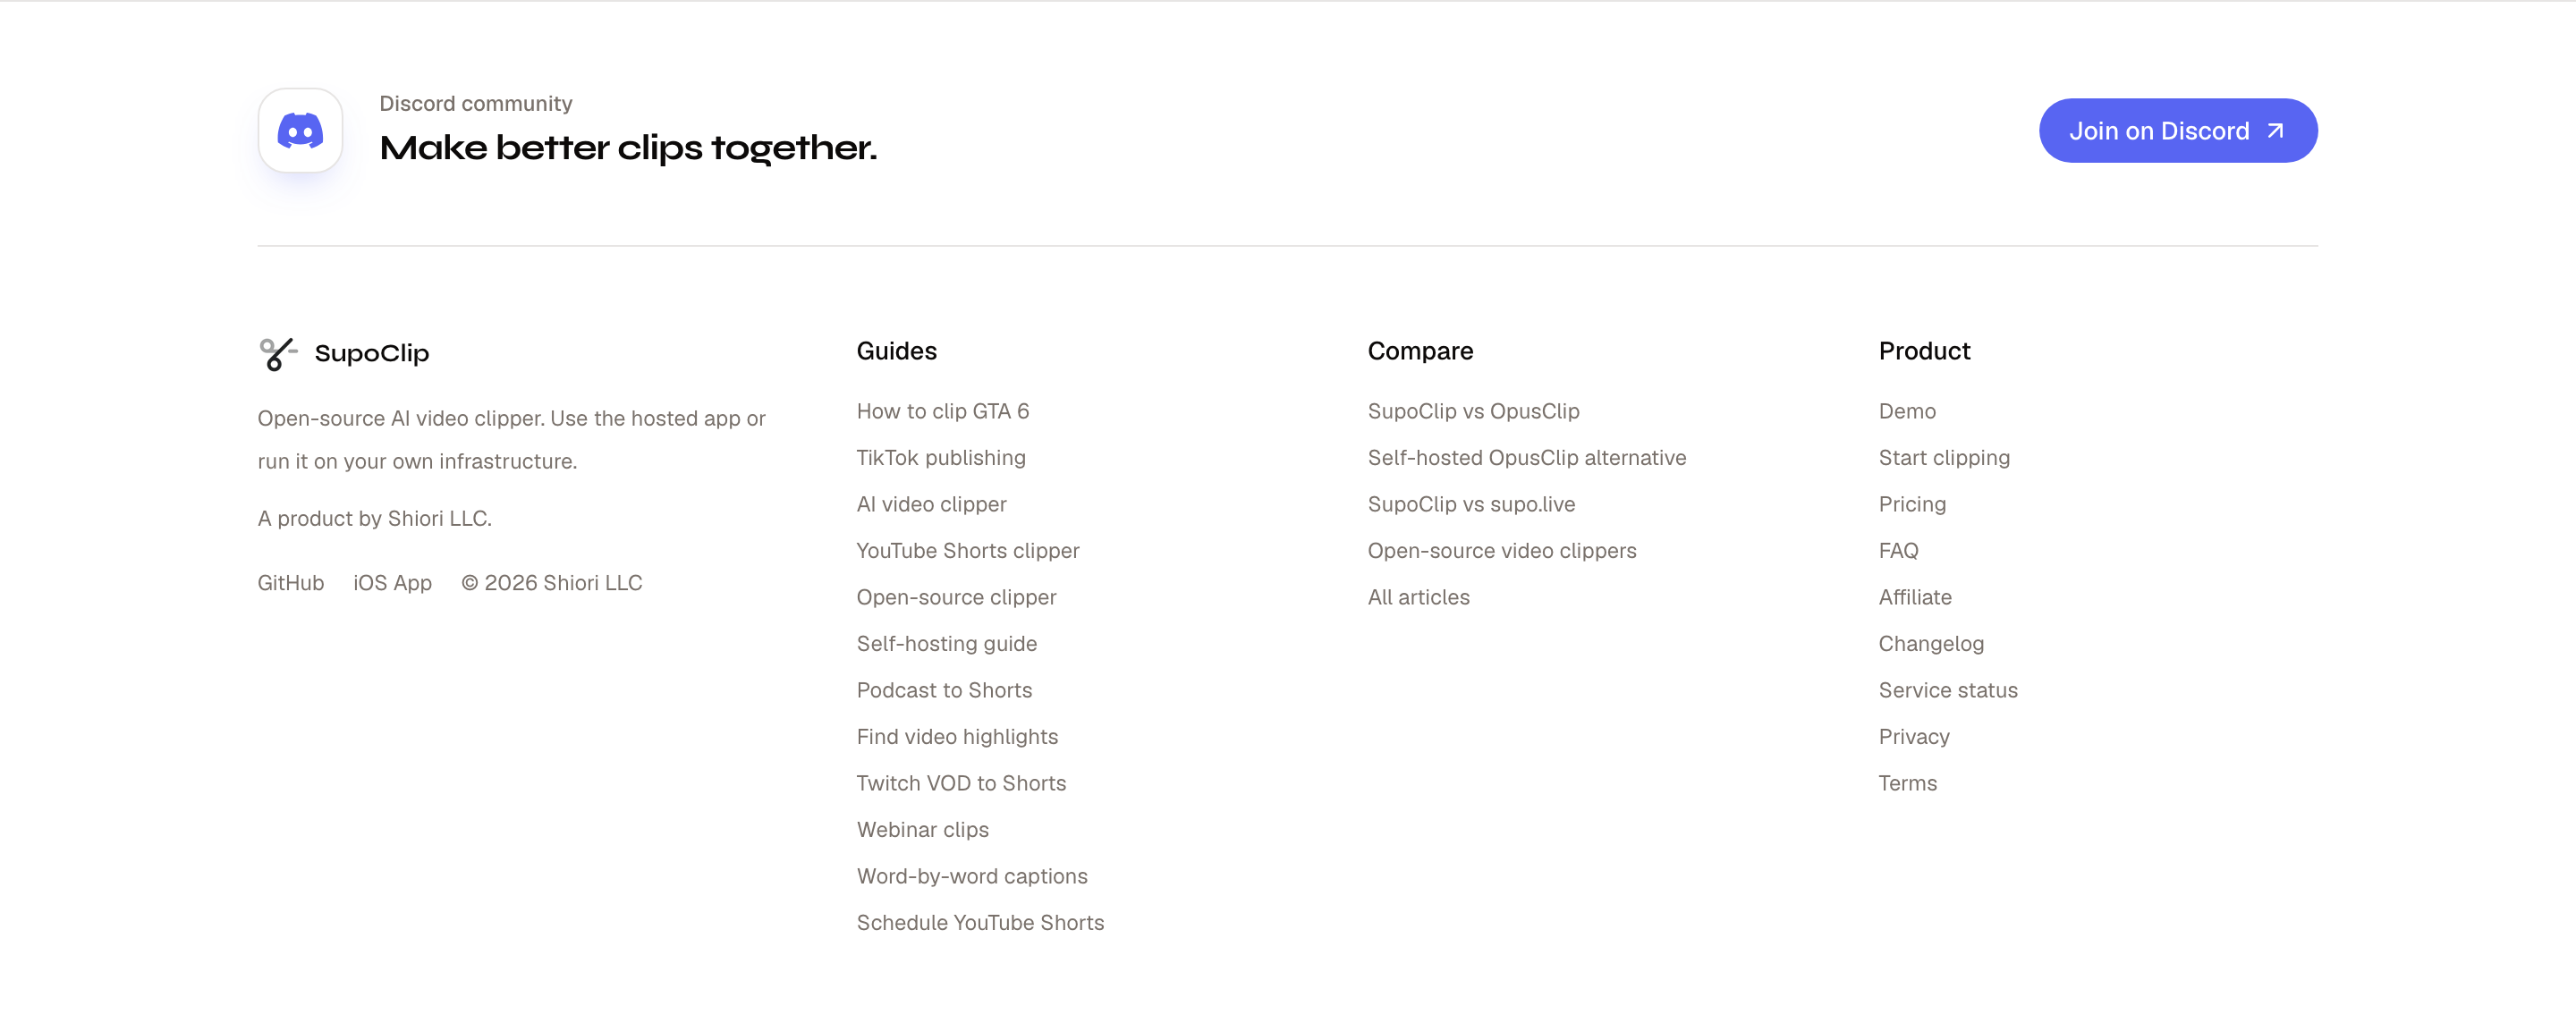 Discord community
Make better clips together.
Join on Discord
SupoClip
Open-source AI video clipper. Use the hosted app or
run it on your own infrastructure.
A product by Shiori LLC.
GitHub iOS App © 2026 Shiori LLC
Guides
How to clip GTA 6
TikTok publishing
AI video clipper
YouTube Shorts clipper
Open-source clipper
Self-hosting guide
Podcast to Shorts
Find video highlights
Twitch VOD to Shorts
Webinar clips
Word-by-word captions
Schedule YouTube Shorts
Compare
SupoClip vs OpusClip
Self-hosted OpusClip alternative
SupoClip vs supo.live
Open-source video clippers
All articles
Product
Demo
Start clipping
Pricing
FAQ
Affiliate
Changelog
Service status
Privacy
Terms